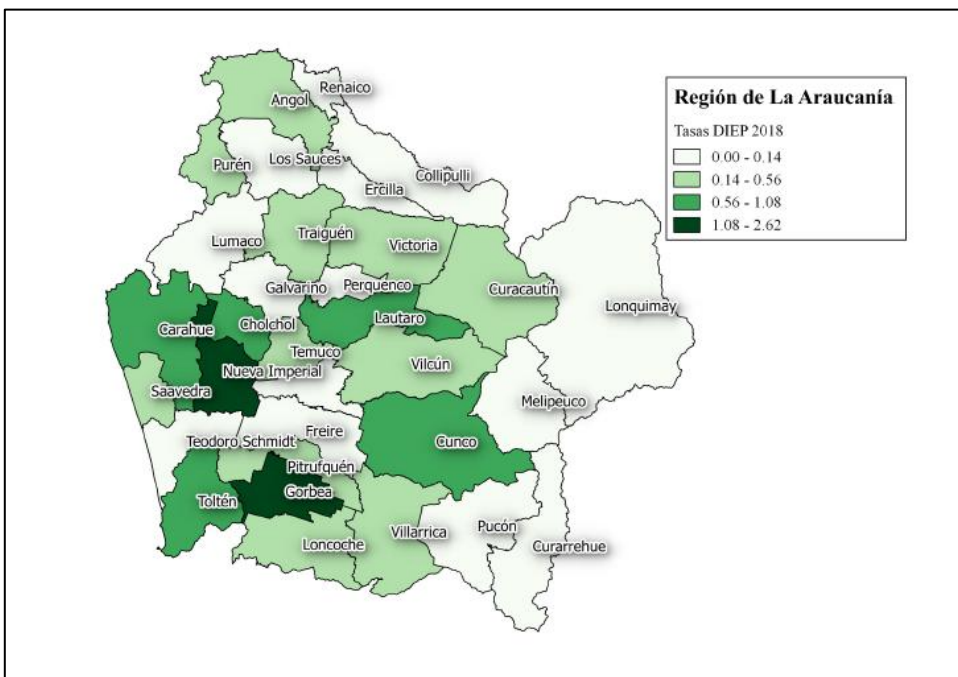 Renaico
Región de La Araucanía
Angol
Tasas DIEP 2018
0.00 - 0.14
Los Sauces
0.14 - 0.56
Purén
Collipulli
0.56 - 1.08
Ercilla
1.08 - 2.62
Traiguén
Lumaco
Victoria
Galvarino
Perquenco
Curacautín
Lonquimay
Carahue
Cholchol
Lautaro
Temuco
Vilcún
Nueva Imperial
Saavedra
Melipeuco
Teodoro Schmidt
Freire
Cunco
Pitrufquén
Gorbea
Toltén
Villarrica
Pucón
Loncoche
Curarrehue